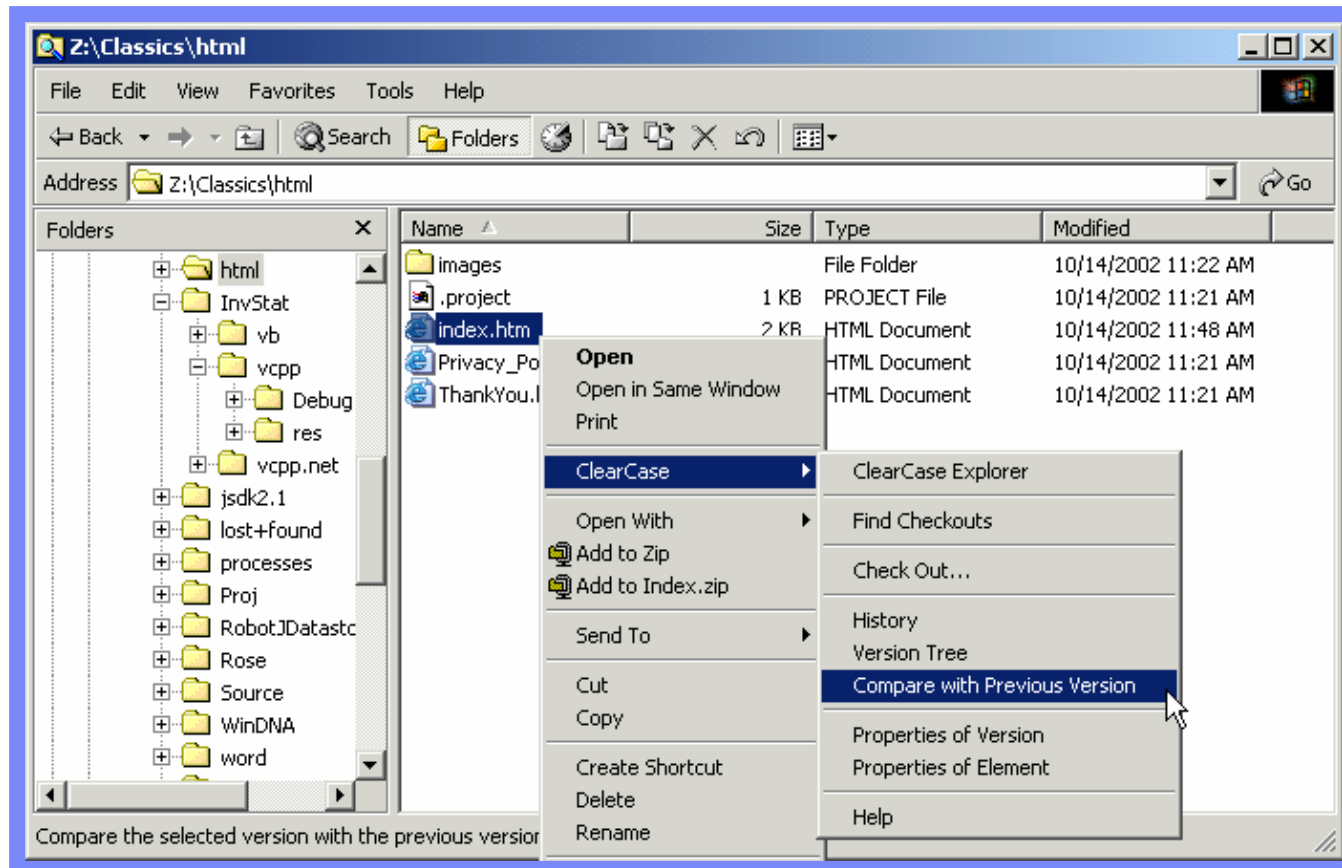 Z:\Classics\html
File Edit View Favorites Tools Help
Back Search Folders
Address Z:\Classics\html Go
Folders
html
InvStat
vb
vcpp
Debug
res
vcpp.net
jsdk2.1
lost+found
processes
Proj
RobotJDatastc
Rose
Source
WinDNA
word
Name Size Type Modified
images File Folder 10/14/2002 11:22 AM
.project 1 KB PROJECT File 10/14/2002 11:21 AM
index.htm 2 KB HTML Document 10/14/2002 11:48 AM
Privacy_Po HTML Document 10/14/2002 11:21 AM
ThankYou. HTML Document 10/14/2002 11:21 AM
Open
Open in Same Window
Print
ClearCase
Open With
Add to Zip
Add to Index.zip
Send To
Cut
Copy
Create Shortcut
Delete
Rename
ClearCase Explorer
Find Checkouts
Check Out...
History
Version Tree
Compare with Previous Version
Properties of Version
Properties of Element
Help
Compare the selected version with the previous version